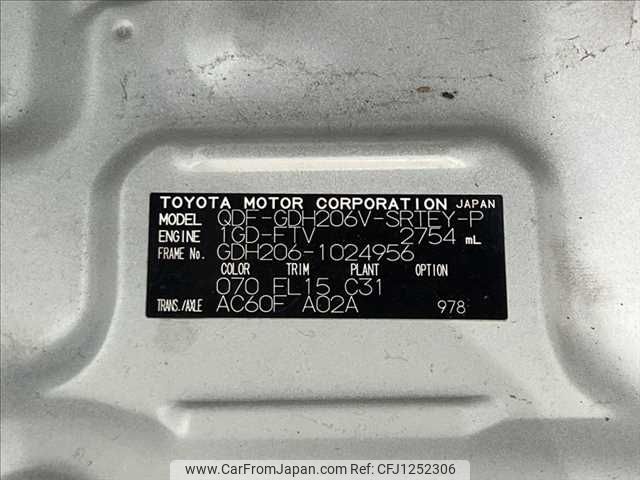 TOYOTA MOTOR CORPORATION JAPAN
MODEL QDF-GDH206V-SRTEY-P
ENGINE 1GD-FTV 2754 mL
FRAME No. GDH206-1024956
COLOR TRIM PLANT OPTION
070 FL15 C31
TRANS./AXLE AC60F A02A 978
www.CarFromJapan.com CFJ1252306